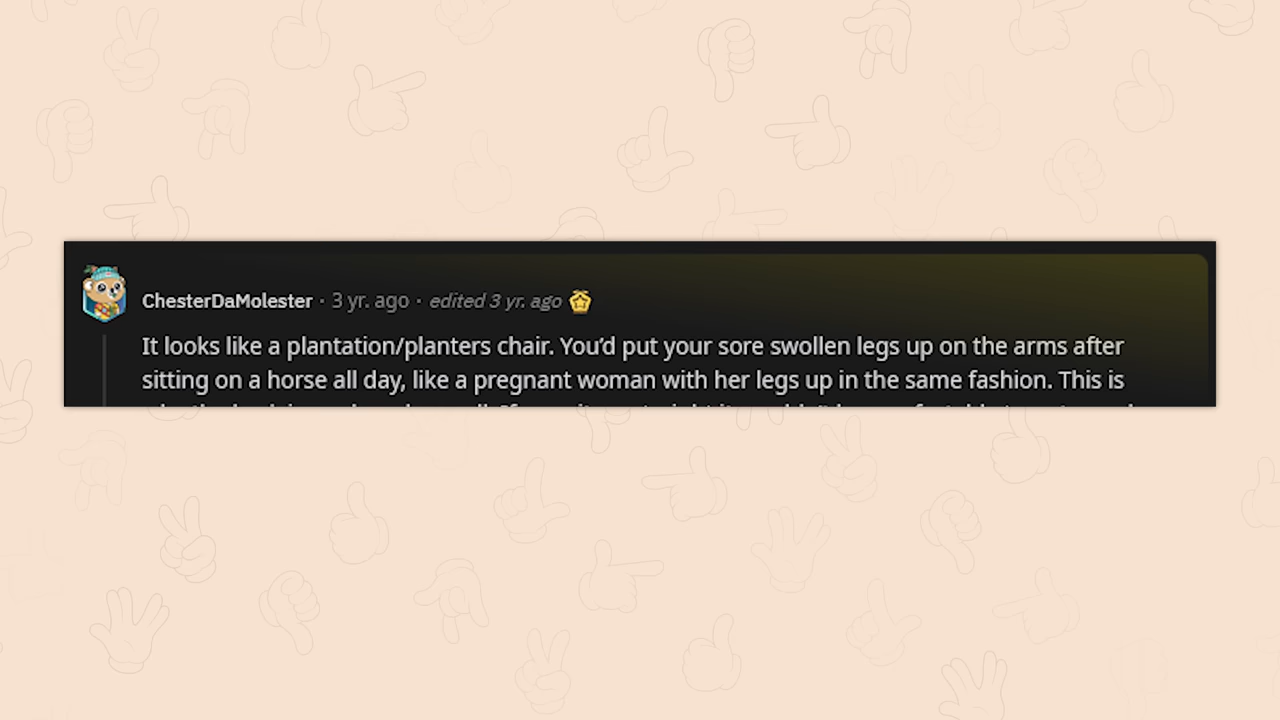 ChesterDaMolester · 3 yr. ago · edited 3 yr. ago
It looks like a plantation/planters chair. You’d put your sore swollen legs up on the arms after
sitting on a horse all day, like a pregnant woman with her legs up in the same fashion. This is